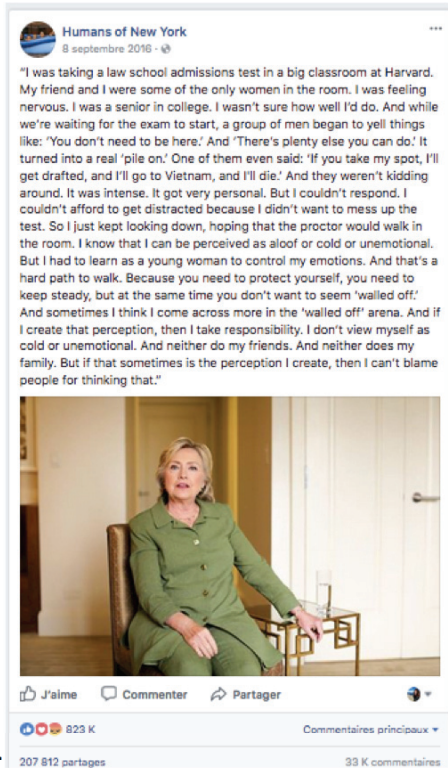 Humans of New York
8 septembre 2016 ·
"I was taking a law school admissions test in a big classroom at Harvard.
My friend and I were some of the only women in the room. I was feeling
nervous. I was a senior in college. I wasn't sure how well I'd do. And while
we're waiting for the exam to start, a group of men began to yell things
like: 'You don't need to be here.' And 'There's plenty else you can do.' It
turned into a real 'pile on.' One of them even said: 'If you take my spot, I'll
get drafted, and I'll go to Vietnam, and I'll die.' And they weren't kidding
around. It was intense. It got very personal. But I couldn't respond. I
couldn't afford to get distracted because I didn't want to mess up the
test. So I just kept looking down, hoping that the proctor would walk in
the room. I know that I can be perceived as aloof or cold or unemotional.
But I had to learn as a young woman to control my emotions. And that's a
hard path to walk. Because you need to protect yourself, you need to
keep steady, but at the same time you don't want to seem 'walled off.'
And sometimes I think I come across more in the 'walled off' arena. And if
I create that perception, then I take responsibility. I don't view myself as
cold or unemotional. And neither do my friends. And neither does my
family. But if that sometimes is the perception I create, then I can't blame
people for thinking that."
J'aime Commenter Partager
823 K Commentaires principaux
207 812 partages 33 K commentaires